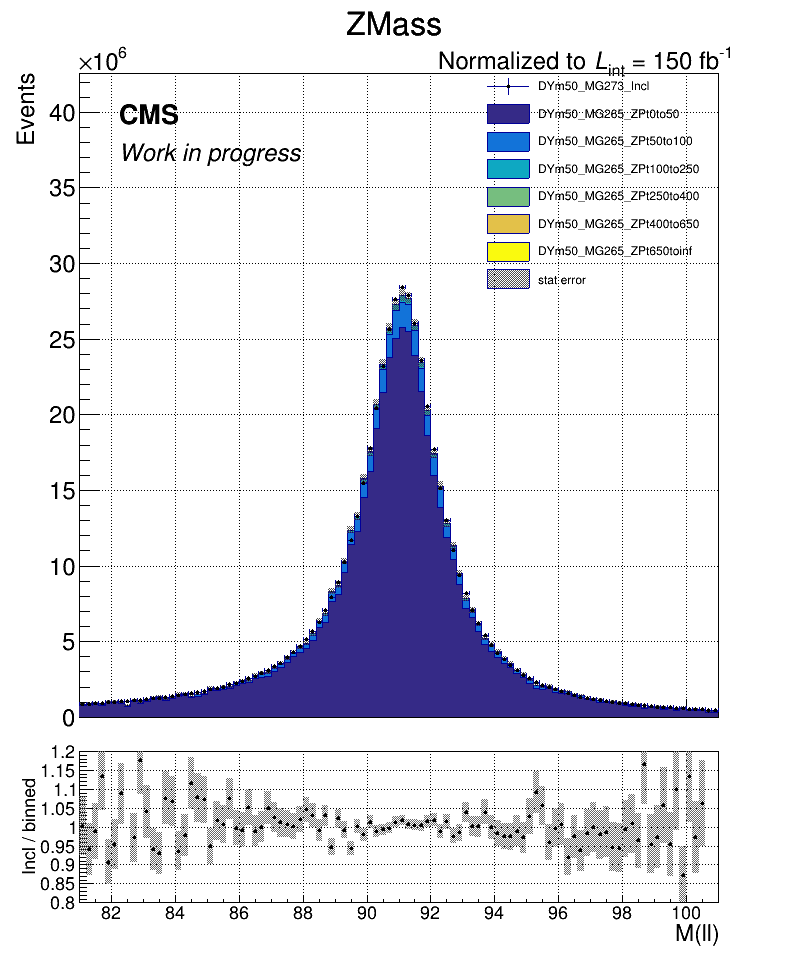 ZMass
×10⁶
Normalized to Lint = 150 fb⁻¹
Events
CMS
Work in progress
DYm50_MG273_Incl
DYm50_MG265_ZPt0to50
DYm50_MG265_ZPt50to100
DYm50_MG265_ZPt100to250
DYm50_MG265_ZPt250to400
DYm50_MG265_ZPt400to650
DYm50_MG265_ZPt650toinf
stat error
40
35
30
25
20
15
10
5
0
Incl / binned
1.2
1.15
1.1
1.05
1
0.95
0.9
0.85
0.8
82 84 86 88 90 92 94 96 98 100
M(ll)